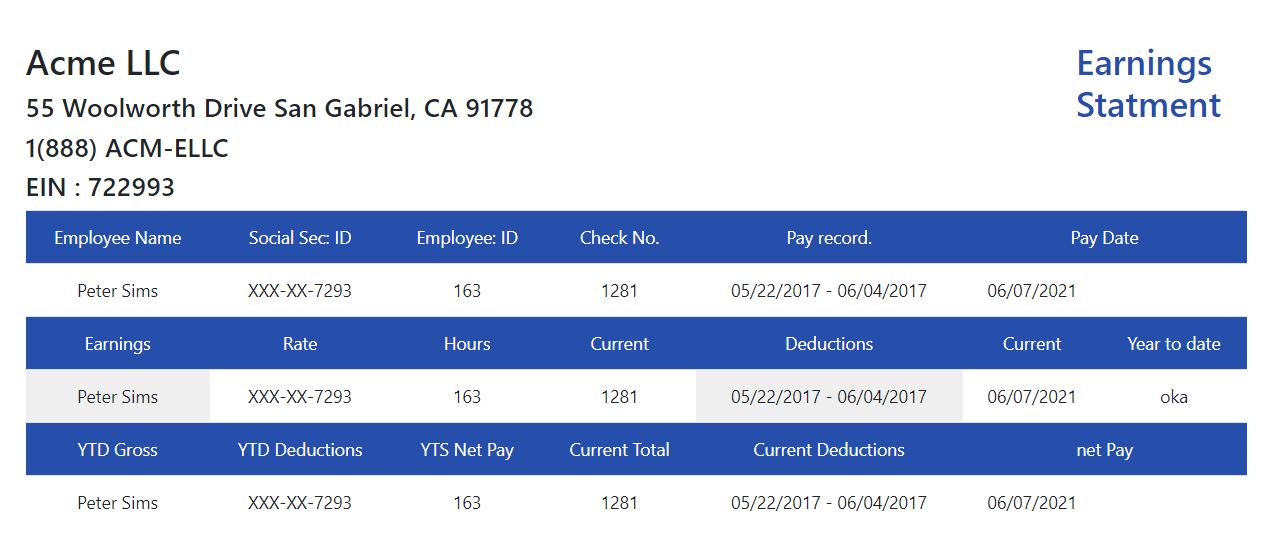 Acme LLC
55 Woolworth Drive San Gabriel, CA 91778
1(888) ACM-ELLC
EIN : 722993
Earnings
Statment
Employee Name Social Sec: ID Employee: ID Check No. Pay record. Pay Date
Peter Sims XXX-XX-7293 163 1281 05/22/2017 - 06/04/2017 06/07/2021
Earnings Rate Hours Current Deductions Current Year to date
Peter Sims XXX-XX-7293 163 1281 05/22/2017 - 06/04/2017 06/07/2021 oka
YTD Gross YTD Deductions YTS Net Pay Current Total Current Deductions net Pay
Peter Sims XXX-XX-7293 163 1281 05/22/2017 - 06/04/2017 06/07/2021